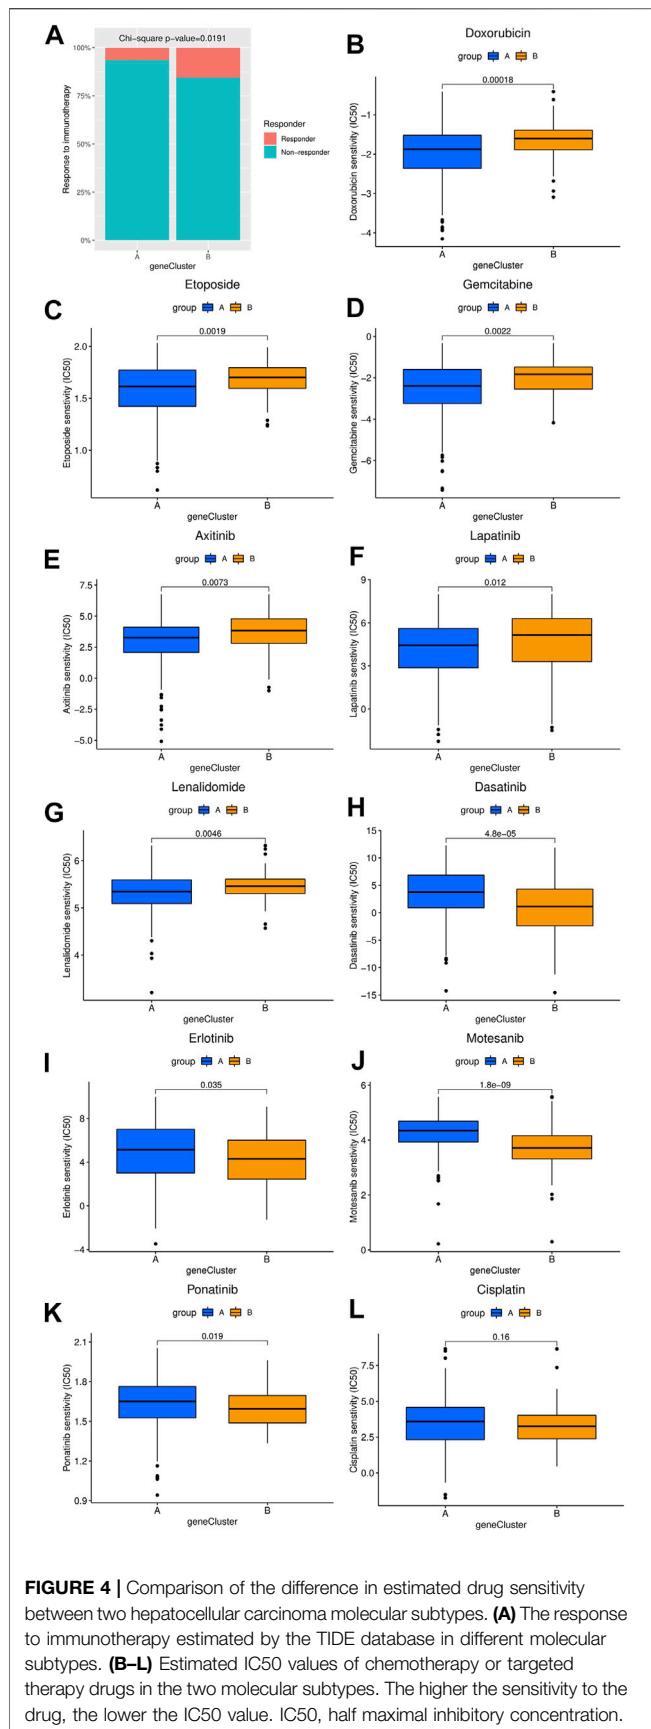 A
Chi-square p-value=0.0191
100%
75%
50%
25%
0%
Response to immunotherapy
A
B
geneCluster
Responder
Responder
Non-responder
B
Doxorubicin
group A B
0.00018
−1
−2
−3
−4
Doxorubicin senstivity (IC50)
A
B
geneCluster
C
Etoposide
group A B
0.0019
2.0
1.5
1.0
Etoposide senstivity (IC50)
A
B
geneCluster
D
Gemcitabine
group A B
0.0022
0
−2
−4
−6
Gemcitabine senstivity (IC50)
A
B
geneCluster
E
Axitinib
group A B
0.0073
7.5
5.0
2.5
0.0
−2.5
−5.0
Axitinib senstivity (IC50)
A
B
geneCluster
F
Lapatinib
group A B
0.012
9
6
3
0
Lapatinib senstivity (IC50)
A
B
geneCluster
G
Lenalidomide
group A B
0.0046
6
5
4
Lenalidomide senstivity (IC50)
A
B
geneCluster
H
Dasatinib
group A B
4.8e−05
15
10
5
0
−5
−10
−15
Dasatinib senstivity (IC50)
A
B
geneCluster
I
Erlotinib
group A B
0.035
8
4
0
−4
Erlotinib senstivity (IC50)
A
B
geneCluster
J
Motesanib
group A B
1.8e−09
6
4
2
0
Motesanib senstivity (IC50)
A
B
geneCluster
K
Ponatinib
group A B
0.019
2.1
1.8
1.5
1.2
0.9
Ponatinib senstivity (IC50)
A
B
geneCluster
L
Cisplatin
group A B
0.16
7.5
5.0
2.5
0.0
Cisplatin senstivity (IC50)
A
B
geneCluster
FIGURE 4 | Comparison of the difference in estimated drug sensitivity
between two hepatocellular carcinoma molecular subtypes. (A) The response
to immunotherapy estimated by the TIDE database in different molecular
subtypes. (B–L) Estimated IC50 values of chemotherapy or targeted
therapy drugs in the two molecular subtypes. The higher the sensitivity to the
drug, the lower the IC50 value. IC50, half maximal inhibitory concentration.